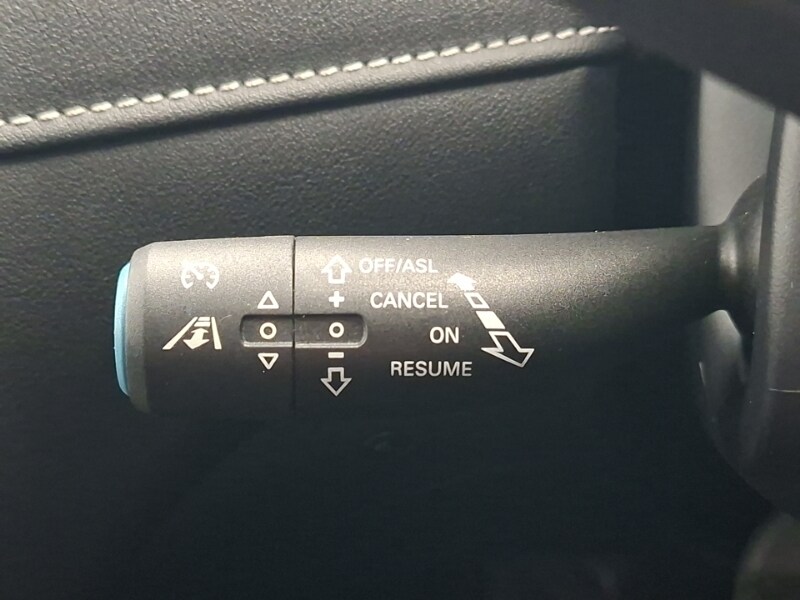 OFF/ASL
+ CANCEL
ON
– RESUME